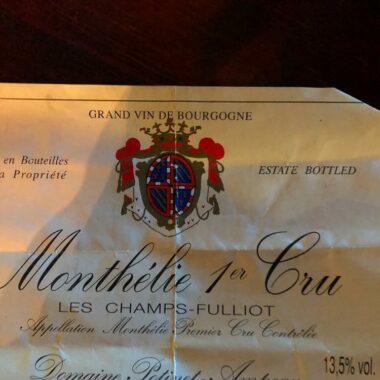 GRAND VIN DE BOURGOGNE
en Bouteilles
a Propriété
ESTATE BOTTLED
Monthélie 1er Cru
LES CHAMPS-FULLIOT
Appellation Monthélie Premier Cru Contrôlée
13,5% vol.
Domaine